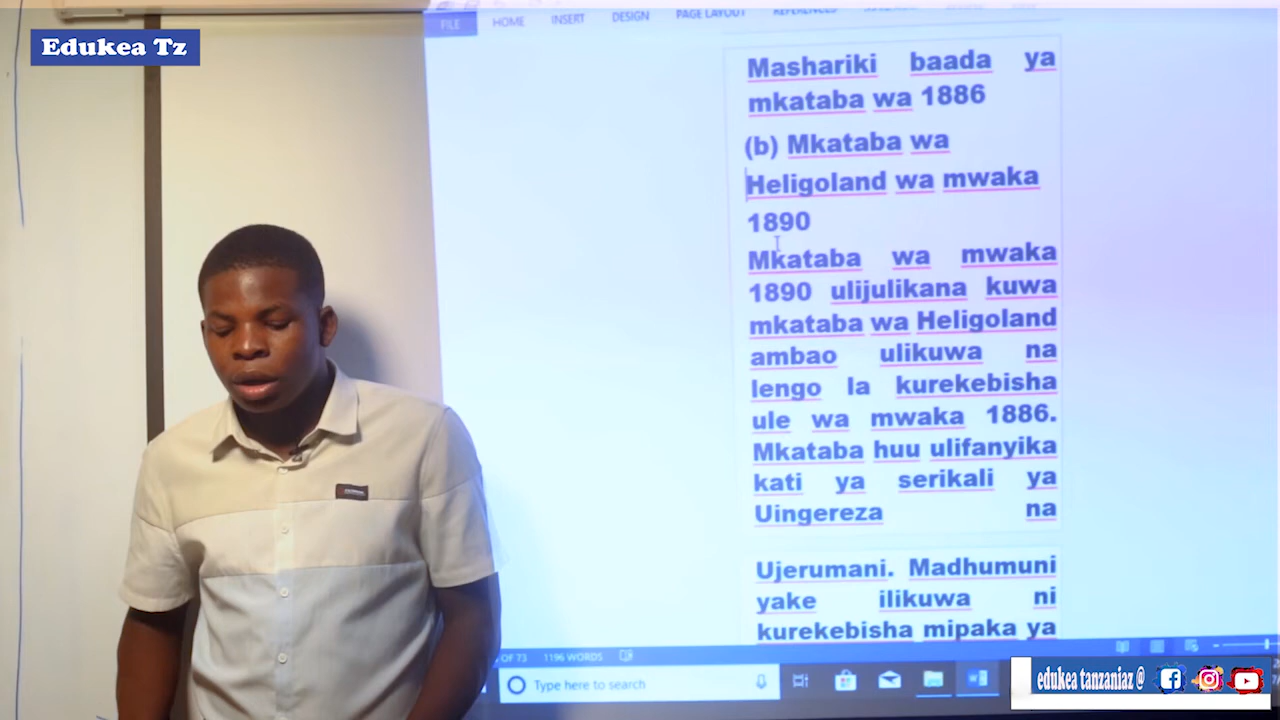 Edukea Tz
FILE HOME INSERT DESIGN PAGE LAYOUT REFERENCES
Mashariki baada ya
mkataba wa 1886
(b) Mkataba wa
Heligoland wa mwaka
1890
Mkataba wa mwaka
1890 ulijulikana kuwa
mkataba wa Heligoland
ambao ulikuwa na
lengo la kurekebisha
ule wa mwaka 1886.
Mkataba huu ulifanyika
kati ya serikali ya
Uingereza na
Ujerumani. Madhumuni
yake ilikuwa ni
kurekebisha mipaka ya
OF 73 1196 WORDS
Type here to search
edukea tanzaniaz @